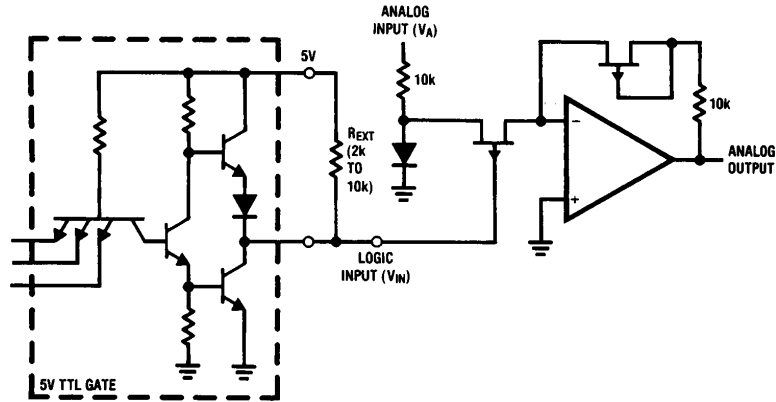 ANALOG
INPUT (VA)
5V
10k
10k
REXT
(2k
TO
10k)
−
+
ANALOG
OUTPUT
LOGIC
INPUT (VIN)
5V TTL GATE